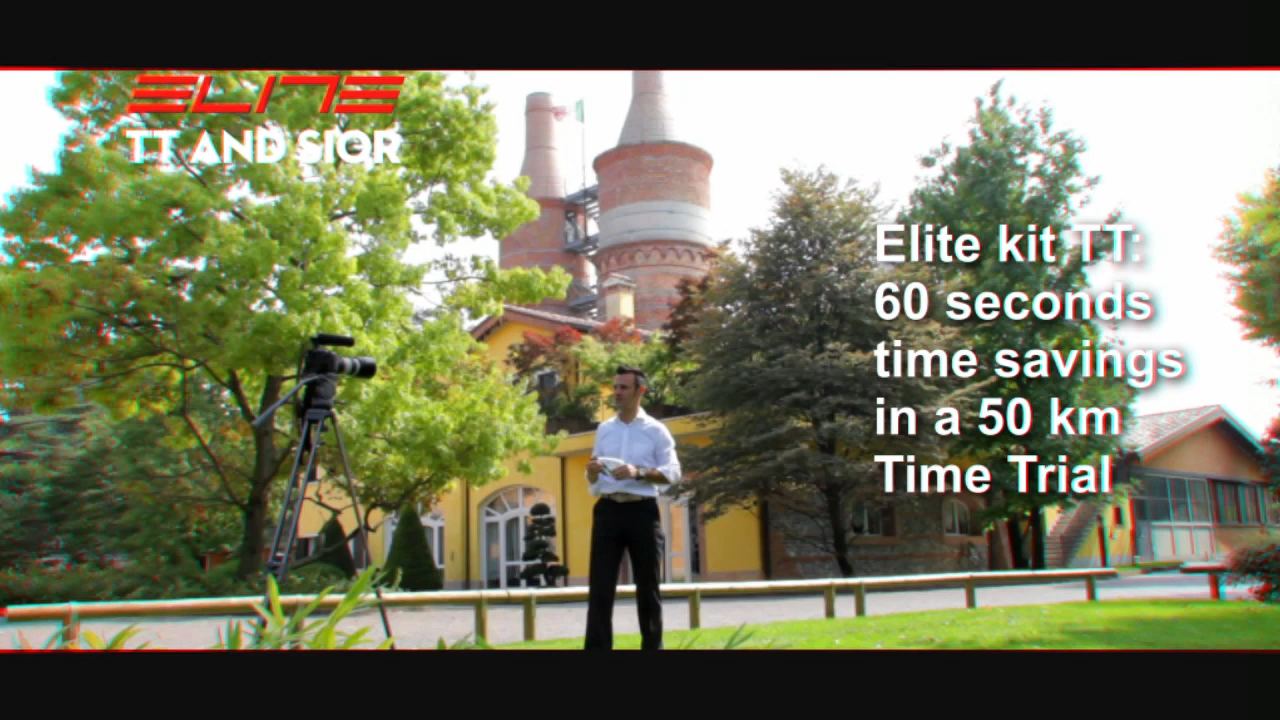 ELITE
TT AND SIOR
Elite kit TT:
60 seconds
time savings
in a 50 km
Time Trial